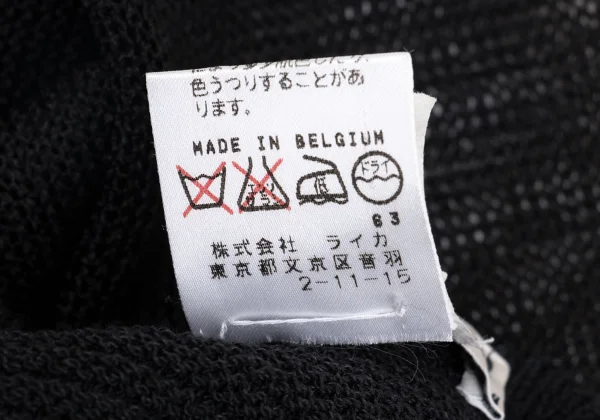 色うつりすることがあ
ります。
MADE IN BELGIUM
低 ドライ
63
株式会社 ライカ
東京都文京区音羽
2-11-15